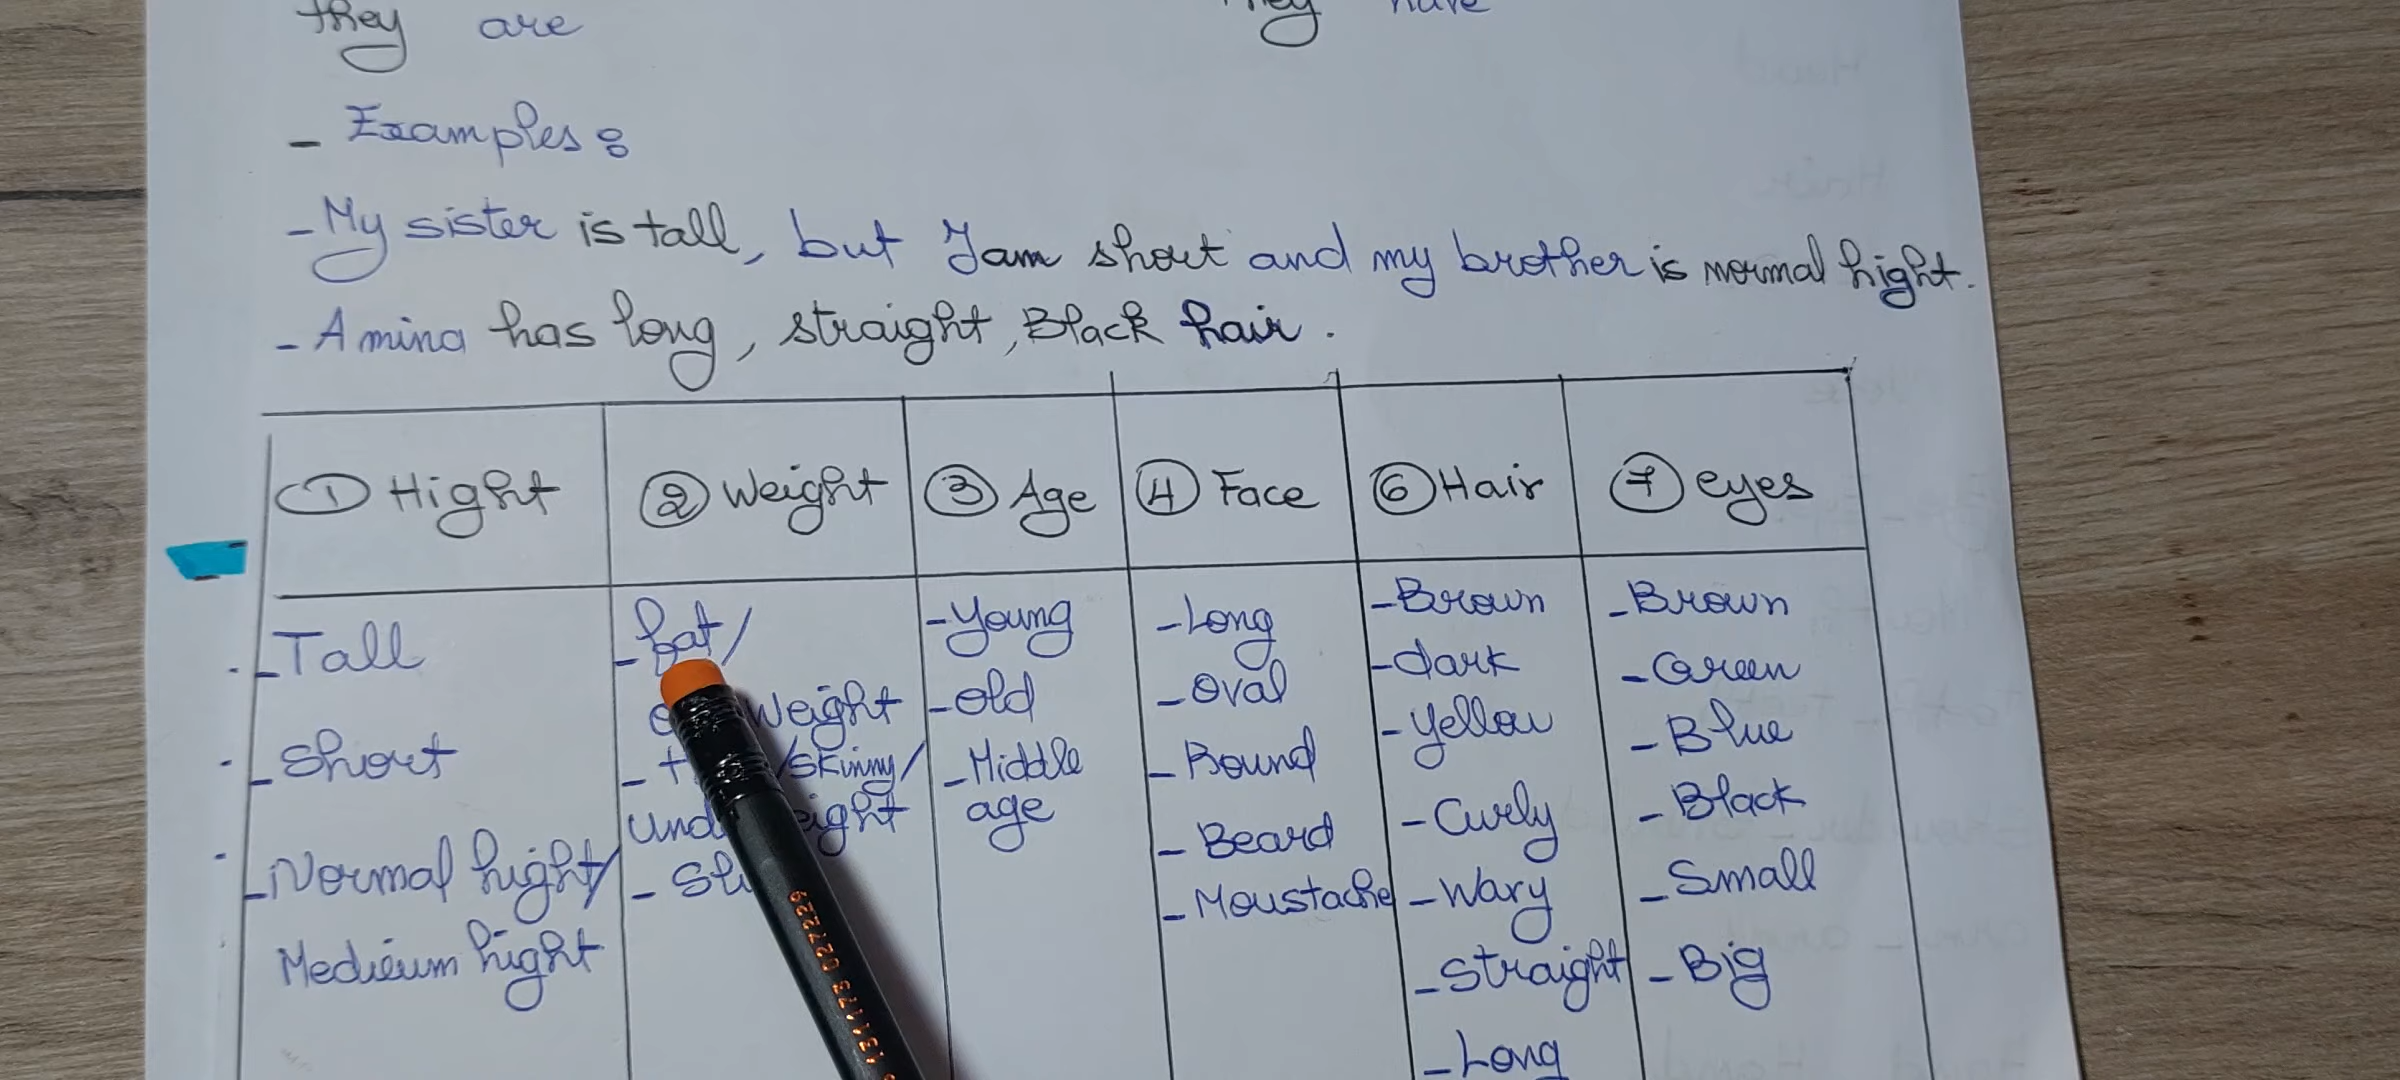 they are They have
- Examples :
- My sister is tall, but I am short and my brother is normal hight.
- Amina has long, straight, Black hair.
① Hight ② Weight ③ Age ④ Face ⑥ Hair ⑦ eyes
- Tall
- Short
- Normal hight/
Medium hight
- fat/
weight
/skinny/
- Young
- old
- Middle
age
- Long
- Oval
- Round
- Beard
- Moustache
- Brown
- dark
- Yellow
- Curly
- Wavy
- Straight
- Long
- Brown
- Green
- Blue
- Black
- Small
- Big